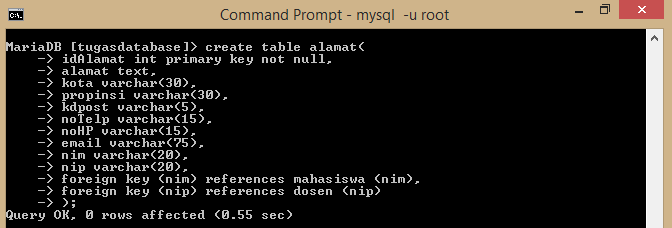 Command Prompt - mysql  -u root
MariaDB [tugasdatabase]> create table alamat(
    -> idAlamat int primary key not null,
    -> alamat text,
    -> kota varchar(30),
    -> propinsi varchar(30),
    -> kdpost varchar(5),
    -> noTelp varchar(15),
    -> noHP varchar(15),
    -> email varchar(75),
    -> nim varchar(20),
    -> nip varchar(20),
    -> foreign key (nim) references mahasiswa (nim),
    -> foreign key (nip) references dosen (nip)
    -> );
Query OK, 0 rows affected (0.55 sec)